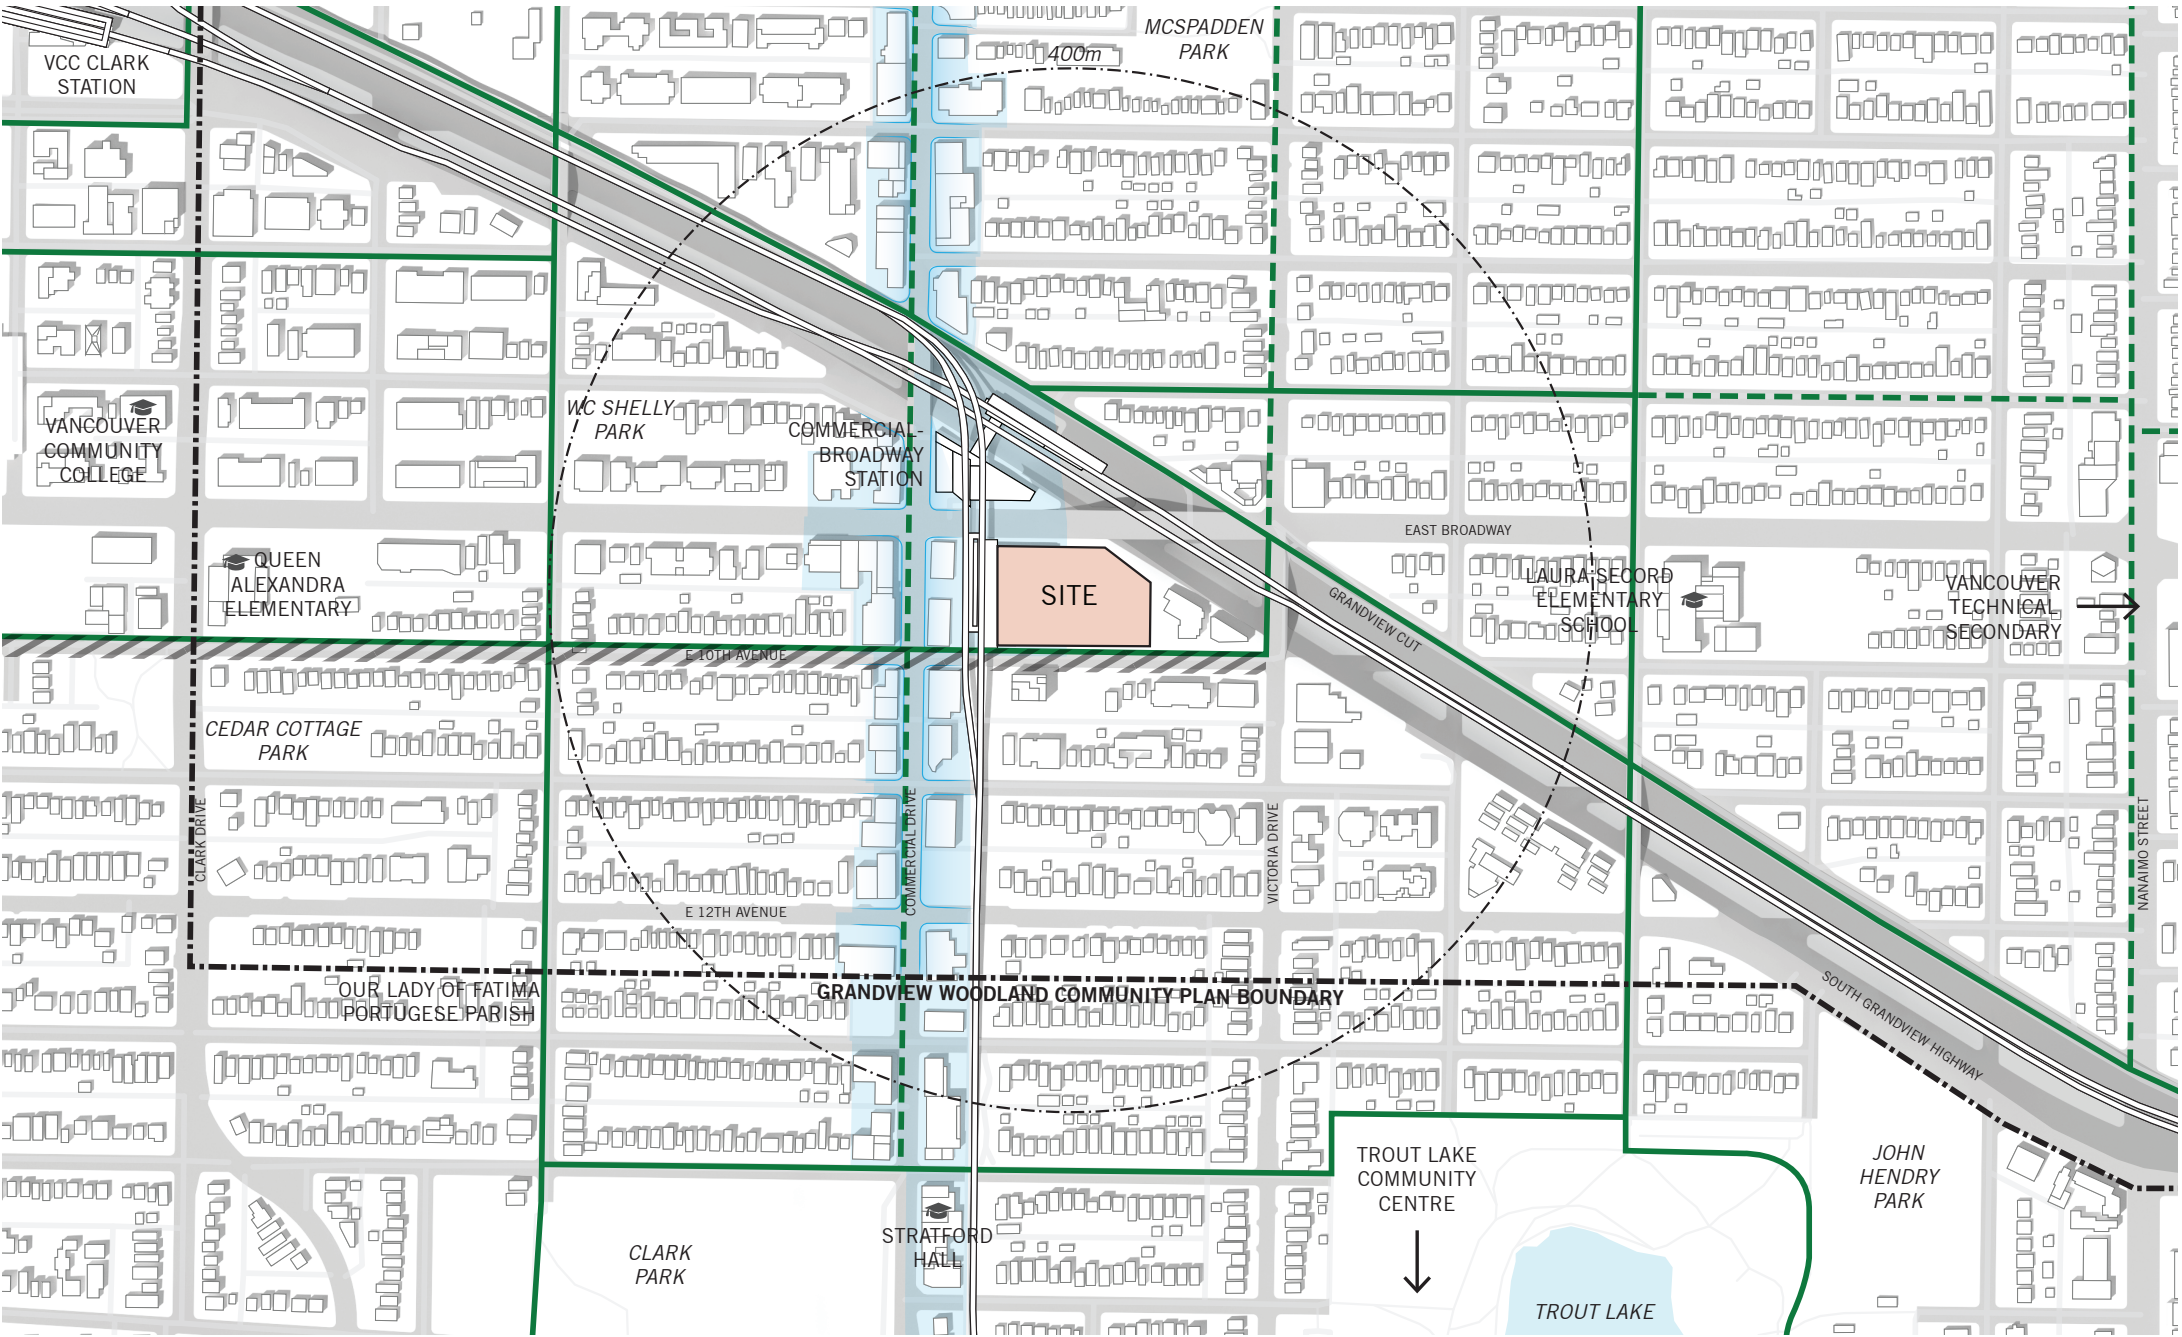 MCSPADDEN
PARK
400m
VCC CLARK
STATION
WC SHELLY
PARK
COMMERCIAL-
BROADWAY
STATION
VANCOUVER
COMMUNITY
COLLEGE
EAST BROADWAY
QUEEN
ALEXANDRA
ELEMENTARY
SITE
GRANDVIEW CUT
LAURA SECORD
ELEMENTARY
SCHOOL
VANCOUVER
TECHNICAL
SECONDARY
E 10TH AVENUE
CEDAR COTTAGE
PARK
CLARK DRIVE
COMMERCIAL DRIVE
VICTORIA DRIVE
NANAIMO STREET
E 12TH AVENUE
OUR LADY OF FATIMA
PORTUGESE PARISH
GRANDVIEW WOODLAND COMMUNITY PLAN BOUNDARY
SOUTH GRANDVIEW HIGHWAY
TROUT LAKE
COMMUNITY
CENTRE
JOHN
HENDRY
PARK
STRATFORD
HALL
CLARK
PARK
TROUT LAKE